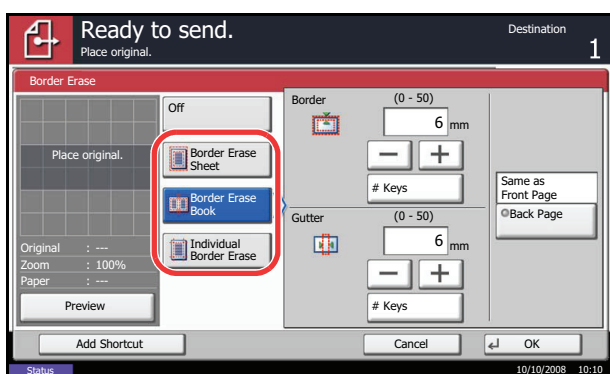 Ready to send.
Destination
Place original.
1
Border Erase
Place original.
Original : ---
Zoom : 100%
Paper : ---
Preview
Off
Border Erase
Sheet
Border Erase
Book
Individual
Border Erase
Border
(0 - 50)
6 mm
# Keys
Gutter
(0 - 50)
6 mm
# Keys
Same as
Front Page
Back Page
Add Shortcut
Cancel
OK
Status
10/10/2008 10:10